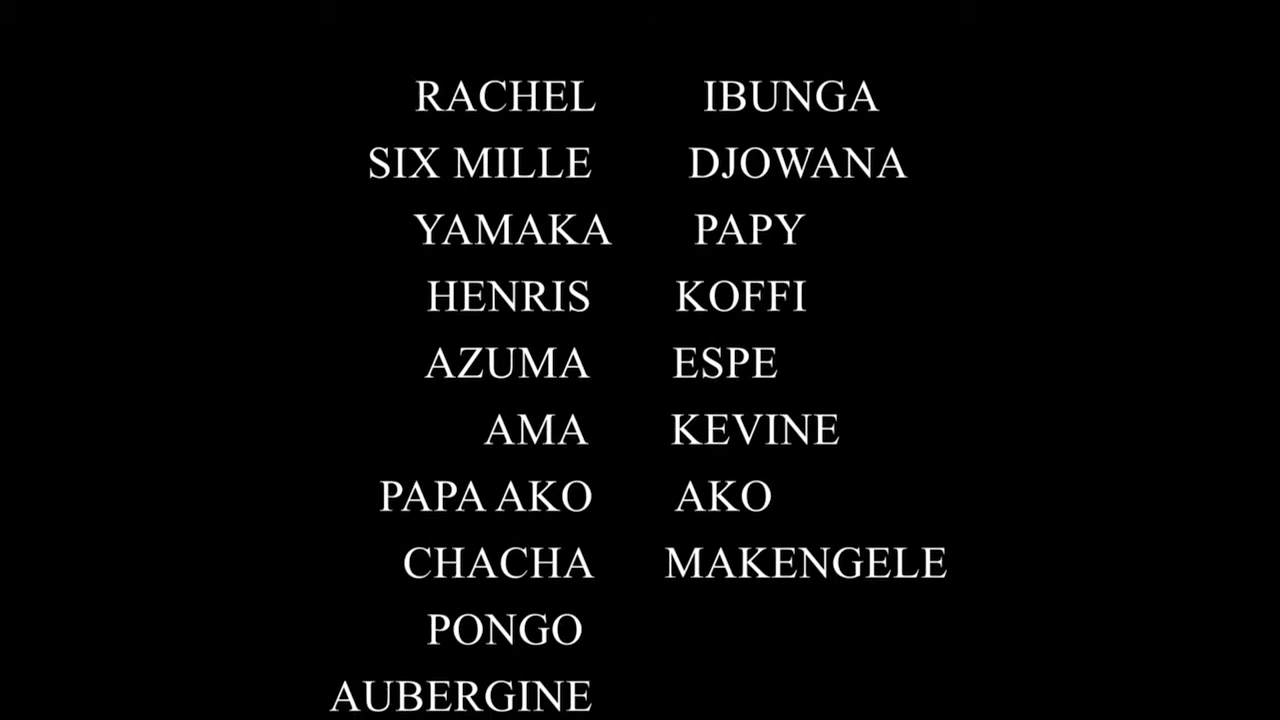 RACHEL IBUNGA
SIX MILLE DJOWANA
YAMAKA PAPY
HENRIS KOFFI
AZUMA ESPE
AMA KEVINE
PAPA AKO AKO
CHACHA MAKENGELE
PONGO
AUBERGINE